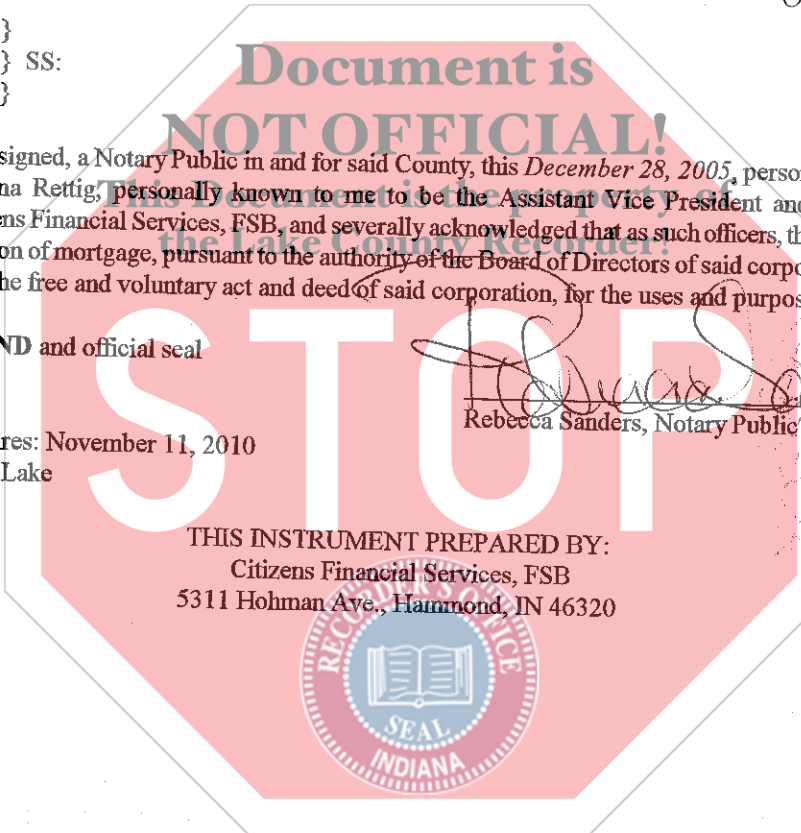 }
} SS:
}
Document is
NOT OFFICIAL!
This Document is the property of
the Lake County Recorder!
signed, a Notary Public in and for said County, this December 28, 2005, perso
na Rettig, personally known to me to be the Assistant Vice President and
ns Financial Services, FSB, and severally acknowledged that as such officers, th
on of mortgage, pursuant to the authority of the Board of Directors of said corpo
he free and voluntary act and deed of said corporation, for the uses and purpos
ND and official seal
Rebecca Sanders, Notary Public
res: November 11, 2010
Lake
STOP
THIS INSTRUMENT PREPARED BY:
Citizens Financial Services, FSB
5311 Hohman Ave., Hammond, IN 46320
RECORDER'S OFFICE
SEAL
INDIANA